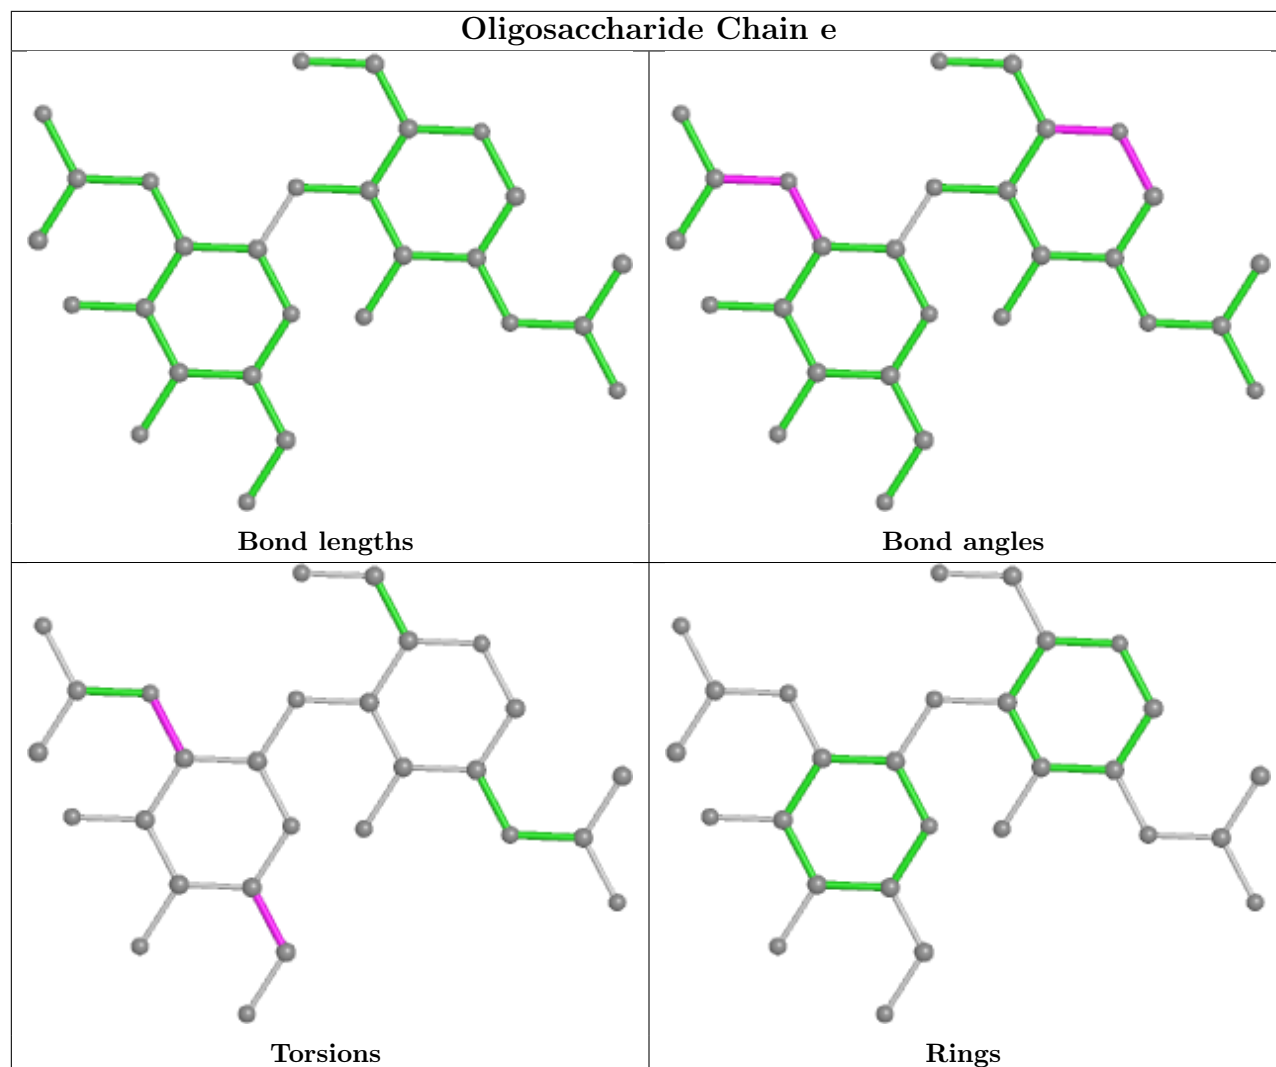 Oligosaccharide Chain e
Bond lengths
Bond angles
Torsions
Rings